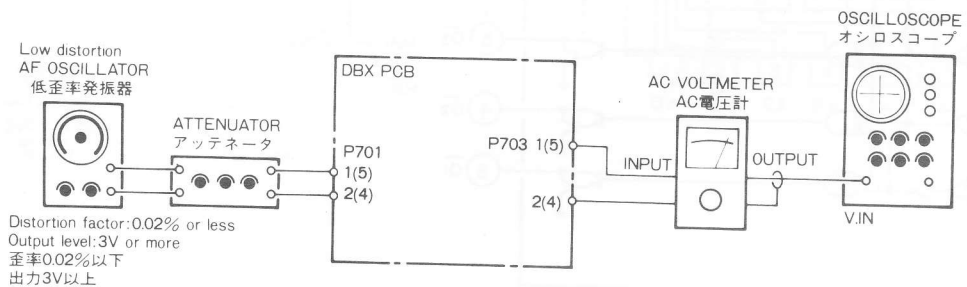 OSCILLOSCOPE
オシロスコープ
Low distortion
AF OSCILLATOR
低歪率発振器
DBX PCB
AC VOLTMETER
AC電圧計
ATTENUATOR
アッテネータ
P701
1(5)
2(4)
P703 1(5)
2(4)
INPUT
OUTPUT
V.IN
Distortion factor:0.02% or less
Output level:3V or more
歪率0.02%以下
出力3V以上